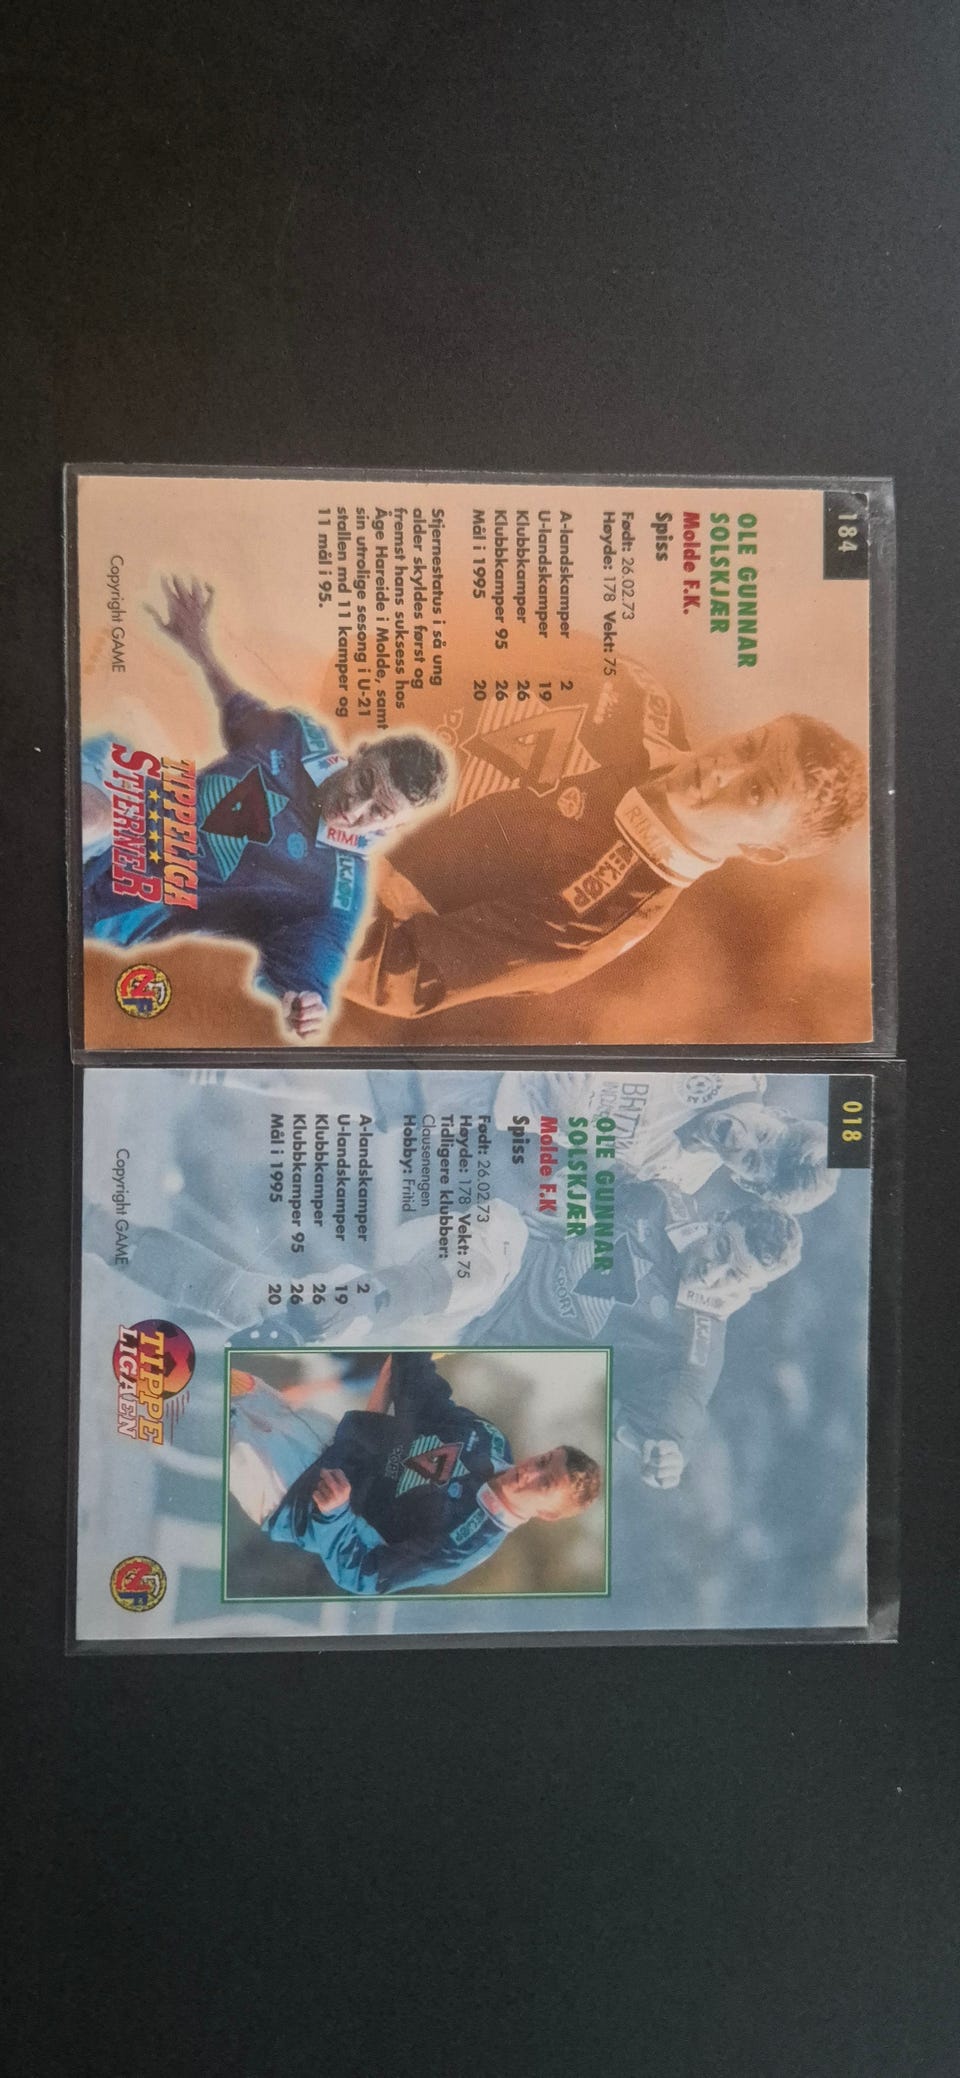 184
OLE GUNNAR
SOLSKJÆR
Molde F.K.
Spiss
Født: 26.02.73
Høyde: 178 Vekt: 75
A-landskamper 2
U-landskamper 19
Klubbkamper 26
Klubbkamper 95 26
Mål i 1995 20
Stjernestatus i så ung
alder skyldes først og
fremst hans suksess hos
Åge Hareide i Molde, samt
sin utrolige sesong i U-21
stallen md 11 kamper og
11 mål i 95.
Copyright GAME
TIPPELIGA
STJERNER
RIMI
RIMI
018
OLE GUNNAR
SOLSKJÆR
Molde F.K
Spiss
Født: 26.02.73
Høyde: 178 Vekt: 75
Tidligere klubber:
Clausenengen
Hobby: Fritid
A-landskamper 2
U-landskamper 19
Klubbkamper 26
Klubbkamper 95 26
Mål i 1995 20
Copyright GAME
TIPPE
LIGAEN
RIMI
SPORT